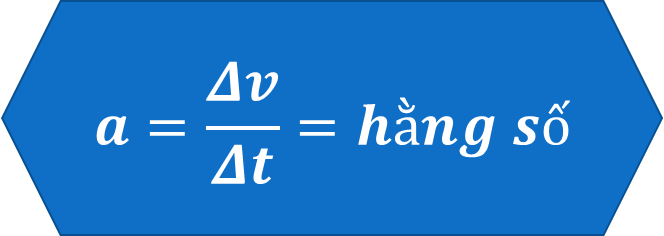 a = Δv/Δt = hằng số